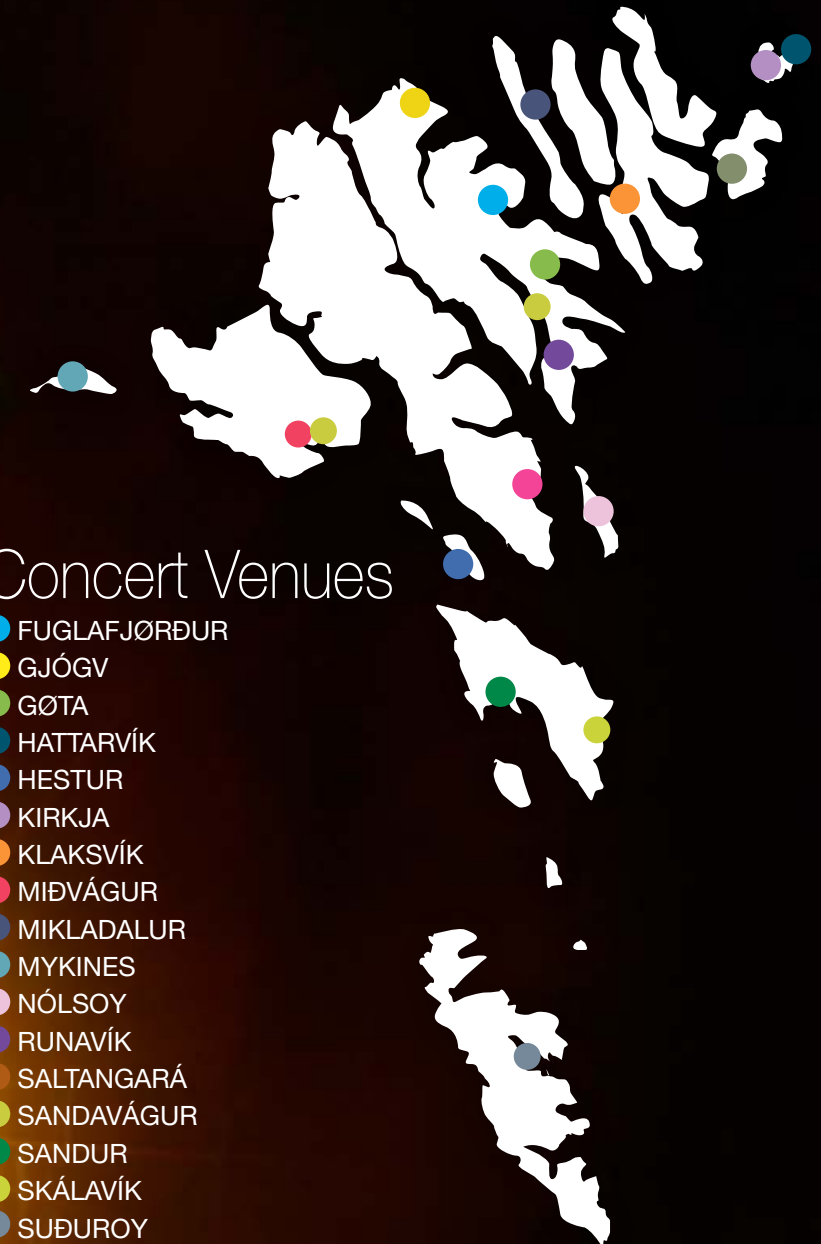 Concert Venues
FUGLAFJØRÐUR
GJÓGV
GØTA
HATTARVÍK
HESTUR
KIRKJA
KLAKSVÍK
MIÐVÁGUR
MIKLADALUR
MYKINES
NÓLSOY
RUNAVÍK
SALTANGARÁ
SANDAVÁGUR
SANDUR
SKÁLAVÍK
SUÐUROY